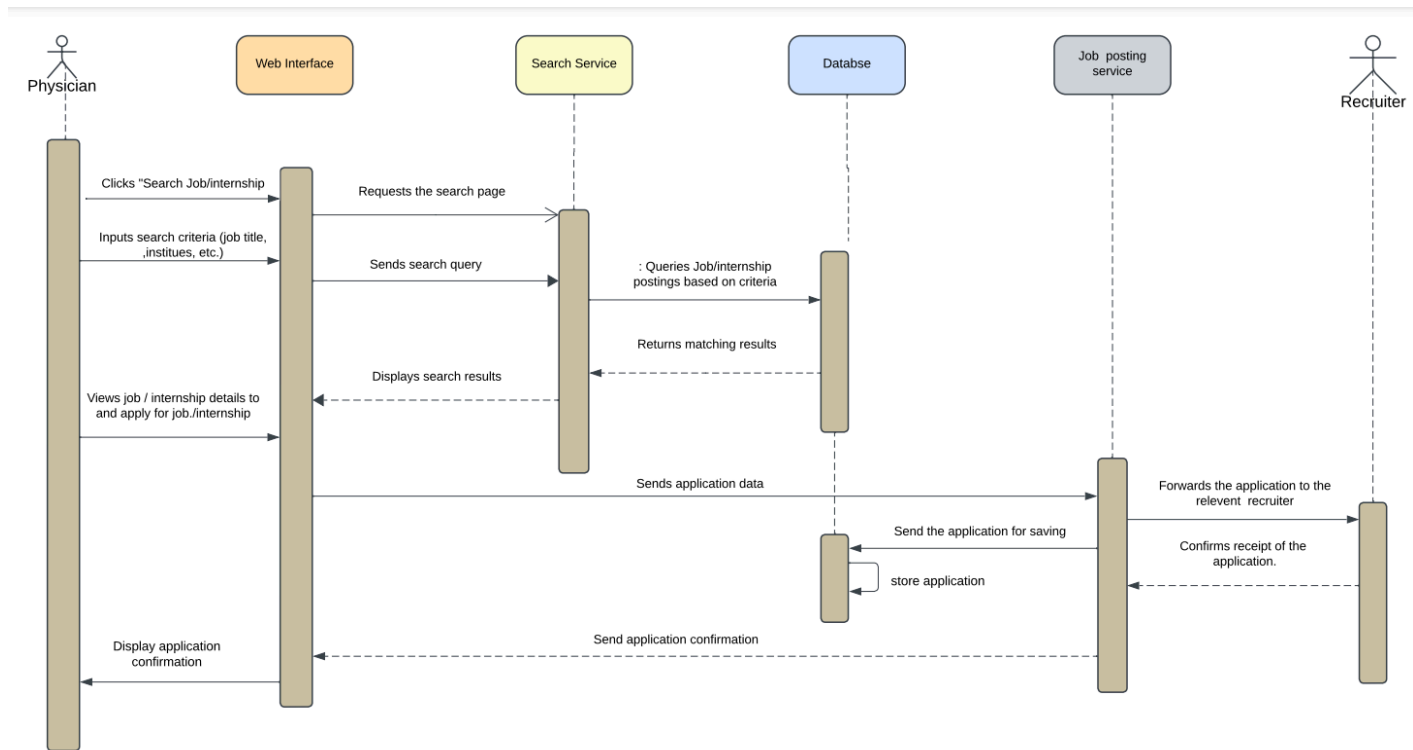 Physician
Web Interface
Search Service
Databse
Job posting
service
Recruiter
Clicks "Search Job/internship
Requests the search page
Inputs search criteria (job title,
,institues, etc.)
Sends search query
: Queries Job/internship
postings based on criteria
Returns matching results
Displays search results
Views job / internship details to
and apply for job./internship
Sends application data
Forwards the application to the
relevent recruiter
Send the application for saving
Confirms receipt of the
application.
store application
Send application confirmation
Display application
confirmation